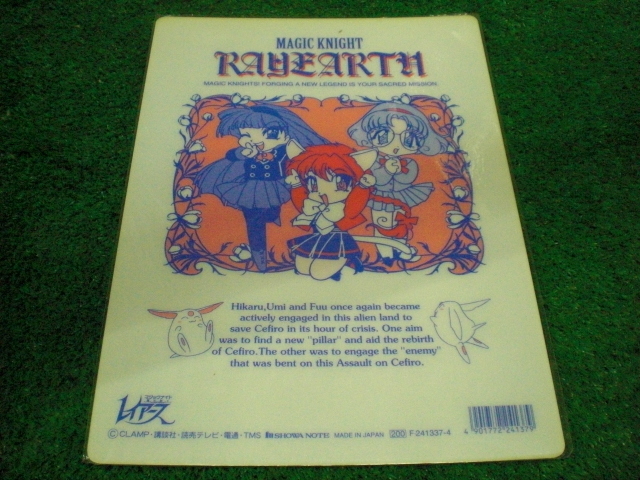 MAGIC KNIGHT
RAYEARTH
MAGIC KNIGHTS! FORGING A NEW LEGEND IS YOUR SACRED MISSION.
Hikaru,Umi and Fuu once again became
actively engaged in this alien land to
save Cefiro in its hour of crisis. One aim
was to find a new "pillar" and aid the rebirth
of Cefiro.The other was to engage the "enemy"
that was bent on this Assault on Cefiro.
レイアース
©CLAMP・講談社・読売テレビ・電通・TMS SHOWA NOTE MADE IN JAPAN 200 F-241337-4
4 901772 241379